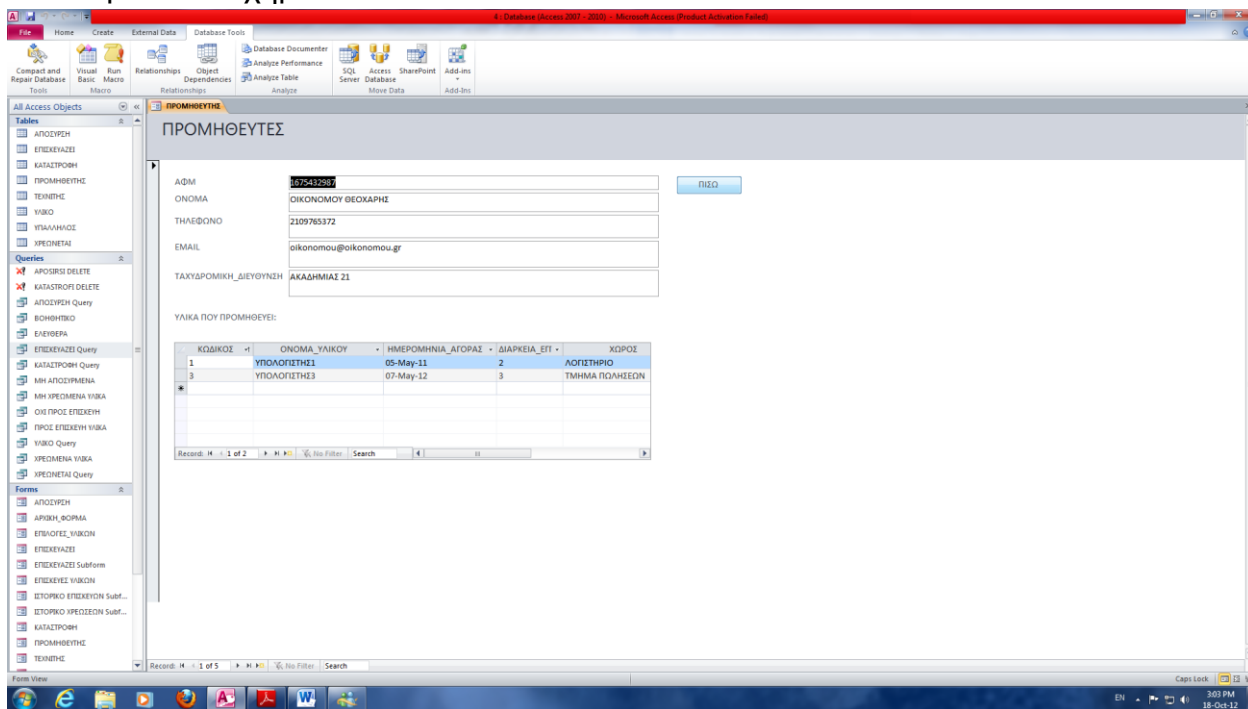 4 : Database (Access 2007 - 2010) - Microsoft Access (Product Activation Failed)
File Home Create External Data Database Tools
Compact and Repair Database
Visual Basic
Run Macro
Relationships
Object Dependencies
Database Documenter
Analyze Performance
Analyze Table
SQL Server
Access Database
SharePoint
Add-ins
Tools Macro Relationships Analyze Move Data Add-Ins
All Access Objects
Tables
ΑΠΟΣΥΡΣΗ
ΕΠΙΣΚΕΥΑΖΕΙ
ΚΑΤΑΣΤΡΟΦΗ
ΠΡΟΜΗΘΕΥΤΗΣ
ΤΕΧΝΙΤΗΣ
ΥΛΙΚΟ
ΥΠΑΛΛΗΛΟΣ
ΧΡΕΩΝΕΤΑΙ
Queries
APOSIRSI DELETE
KATASTROFI DELETE
ΑΠΟΣΥΡΣΗ Query
ΒΟΗΘΗΤΙΚΟ
ΕΛΕΥΘΕΡΑ
ΕΠΙΣΚΕΥΑΖΕΙ Query
ΚΑΤΑΣΤΡΟΦΗ Query
ΜΗ ΑΠΟΣΥΡΜΕΝΑ
ΜΗ ΧΡΕΩΜΕΝΑ ΥΛΙΚΑ
ΟΧΙ ΠΡΟΣ ΕΠΙΣΚΕΥΗ
ΠΡΟΣ ΕΠΙΣΚΕΥΗ ΥΛΙΚΑ
ΥΛΙΚΟ Query
ΧΡΕΩΜΕΝΑ ΥΛΙΚΑ
ΧΡΕΩΝΕΤΑΙ Query
Forms
ΑΠΟΣΥΡΣΗ
ΑΡΧΙΚΗ_ΦΟΡΜΑ
ΕΠΙΛΟΓΕΣ_ΥΛΙΚΩΝ
ΕΠΙΣΚΕΥΑΖΕΙ
ΕΠΙΣΚΕΥΑΖΕΙ Subform
ΕΠΙΣΚΕΥΕΣ ΥΛΙΚΩΝ
ΙΣΤΟΡΙΚΟ ΕΠΙΣΚΕΥΩΝ Subf...
ΙΣΤΟΡΙΚΟ ΧΡΕΩΣΕΩΝ Subf...
ΚΑΤΑΣΤΡΟΦΗ
ΠΡΟΜΗΘΕΥΤΗΣ
ΤΕΧΝΙΤΗΣ
ΠΡΟΜΗΘΕΥΤΗΣ
ΠΡΟΜΗΘΕΥΤΕΣ
ΑΦΜ 1675432987 ΠΙΣΩ
ΟΝΟΜΑ ΟΙΚΟΝΟΜΟΥ ΘΕΟΧΑΡΗΣ
ΤΗΛΕΦΩΝΟ 2109765372
EMAIL oikonomou@oikonomou.gr
ΤΑΧΥΔΡΟΜΙΚΗ_ΔΙΕΥΘΥΝΣΗ ΑΚΑΔΗΜΙΑΣ 21
ΥΛΙΚΑ ΠΟΥ ΠΡΟΜΗΘΕΥΕΙ:
ΚΩΔΙΚΟΣ ΟΝΟΜΑ_ΥΛΙΚΟΥ ΗΜΕΡΟΜΗΝΙΑ_ΑΓΟΡΑΣ ΔΙΑΡΚΕΙΑ_ΕΓΓ ΧΩΡΟΣ
1 ΥΠΟΛΟΓΙΣΤΗΣ1 05-May-11 2 ΛΟΓΙΣΤΗΡΙΟ
3 ΥΠΟΛΟΓΙΣΤΗΣ3 07-May-12 3 ΤΜΗΜΑ ΠΩΛΗΣΕΩΝ
Record: 1 of 2 No Filter Search
Record: 1 of 5 No Filter Search
Form View Caps Lock
EN 3:03 PM
18-Oct-12